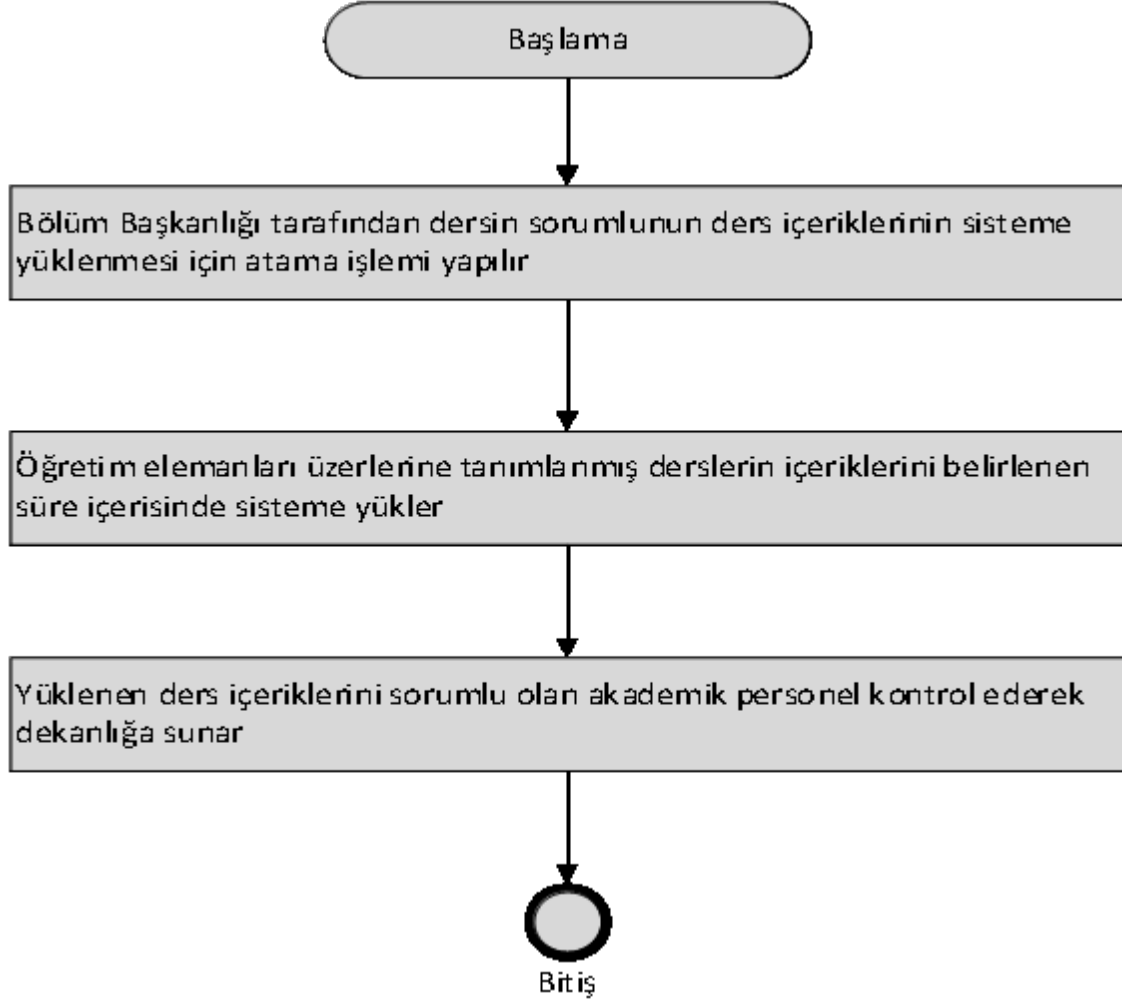 Başlama
Bölüm Başkanlığı tarafından dersin sorumlunun ders içeriklerinin sisteme
yüklenmesi için atama işlemi yapılır
Öğretim elemanları üzerlerine tanımlanmış derslerin içeriklerini belirlenen
süre içerisinde sisteme yükler
Yüklenen ders içeriklerini sorumlu olan akademik personel kontrol ederek
dekanlığa sunar
Bitiş